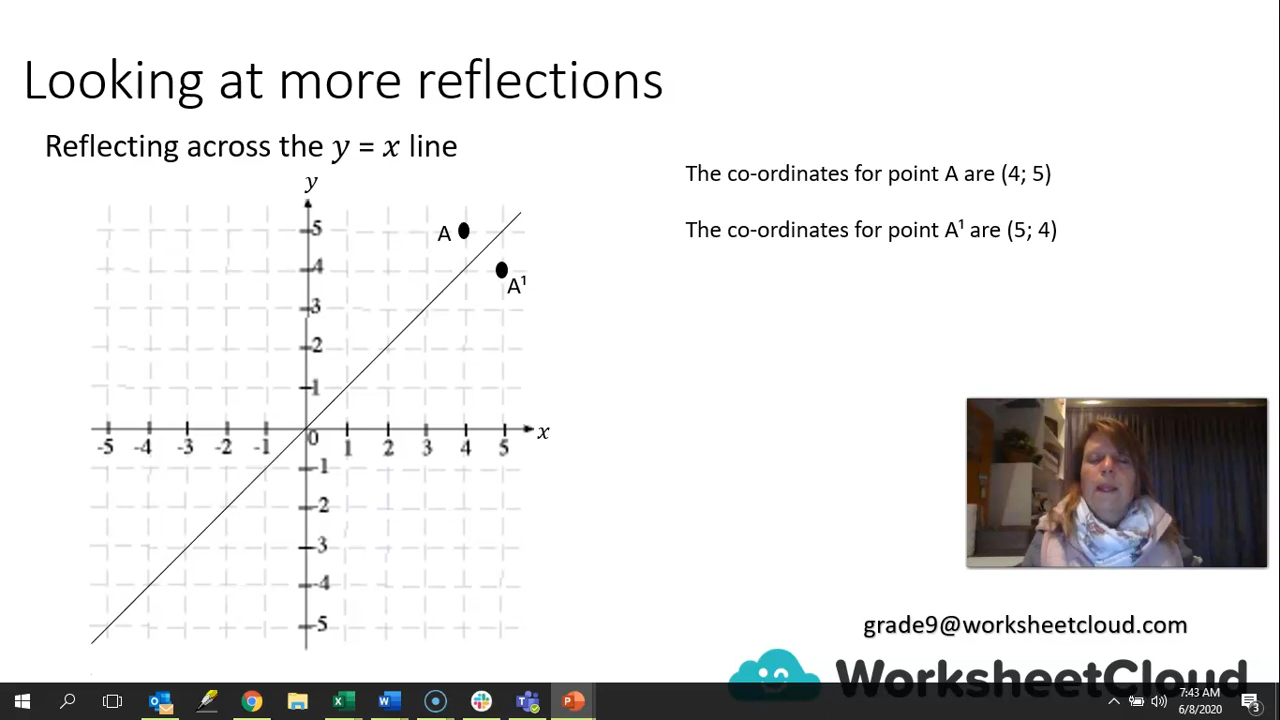 Looking at more reflections
Reflecting across the y = x line
The co-ordinates for point A are (4; 5)
The co-ordinates for point A¹ are (5; 4)
y
5
A
4
A¹
3
2
1
-5 -4 -3 -2 -1 0 1 2 3 4 5 x
-1
-2
-3
-4
-5
grade9@worksheetcloud.com
WorksheetCloud
7:43 AM
6/8/2020
3